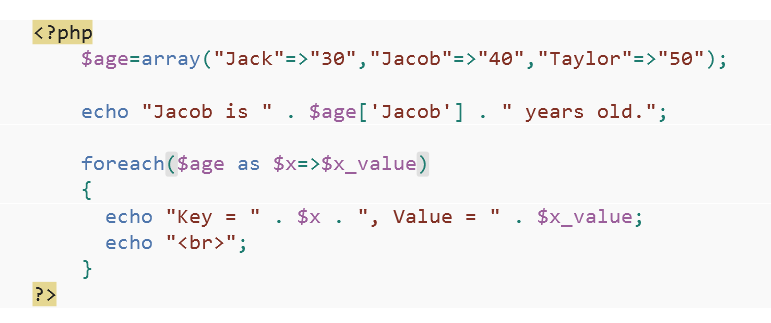 <?php
$age=array("Jack"=>"30","Jacob"=>"40","Taylor"=>"50");
echo "Jacob is " . $age['Jacob'] . " years old.";
foreach($age as $x=>$x_value)
{
echo "Key = " . $x . ", Value = " . $x_value;
echo "<br>";
}
?>